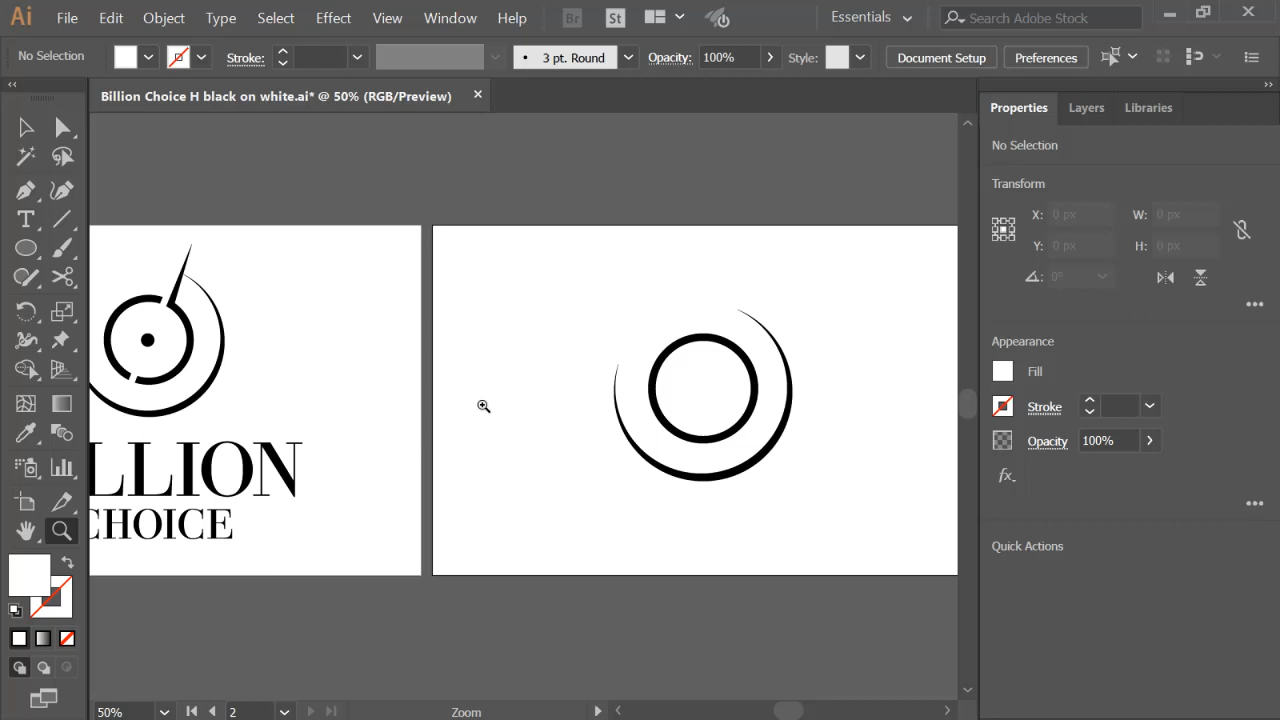 Ai File Edit Object Type Select Effect View Window Help Br St Essentials Search Adobe Stock
No Selection Stroke: 3 pt. Round Opacity: 100% Style: Document Setup Preferences
Billion Choice H black on white.ai* @ 50% (RGB/Preview)
Properties Layers Libraries
No Selection
Transform
X: 0 px W: 0 px
Y: 0 px H: 0 px
0°
Appearance
Fill
Stroke
Opacity 100%
fx
Quick Actions
LLION
CHOICE
50% 2 Zoom